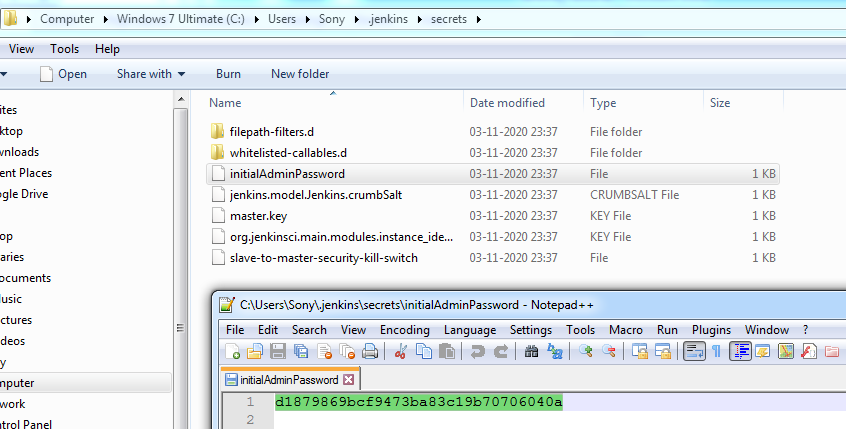 Computer Windows 7 Ultimate (C:) Users Sony .jenkins secrets
View Tools Help
Open Share with Burn New folder
Name Date modified Type Size
ites
ktop
wnloads
ent Places
gle Drive
op
aries
ocuments
usic
ctures
deos
y
mputer
work
ntrol Panel
filepath-filters.d 03-11-2020 23:37 File folder
whitelisted-callables.d 03-11-2020 23:37 File folder
initialAdminPassword 03-11-2020 23:37 File 1 KB
jenkins.model.Jenkins.crumbSalt 03-11-2020 23:37 CRUMBSALT File 1 KB
master.key 03-11-2020 23:37 KEY File 1 KB
org.jenkinsci.main.modules.instance_ide... 03-11-2020 23:37 KEY File 1 KB
slave-to-master-security-kill-switch 03-11-2020 23:37 File 1 KB
C:\Users\Sony\.jenkins\secrets\initialAdminPassword - Notepad++
File Edit Search View Encoding Language Settings Tools Macro Run Plugins Window ?
initialAdminPassword
1 d1879869bcf9473ba83c19b70706040a
2